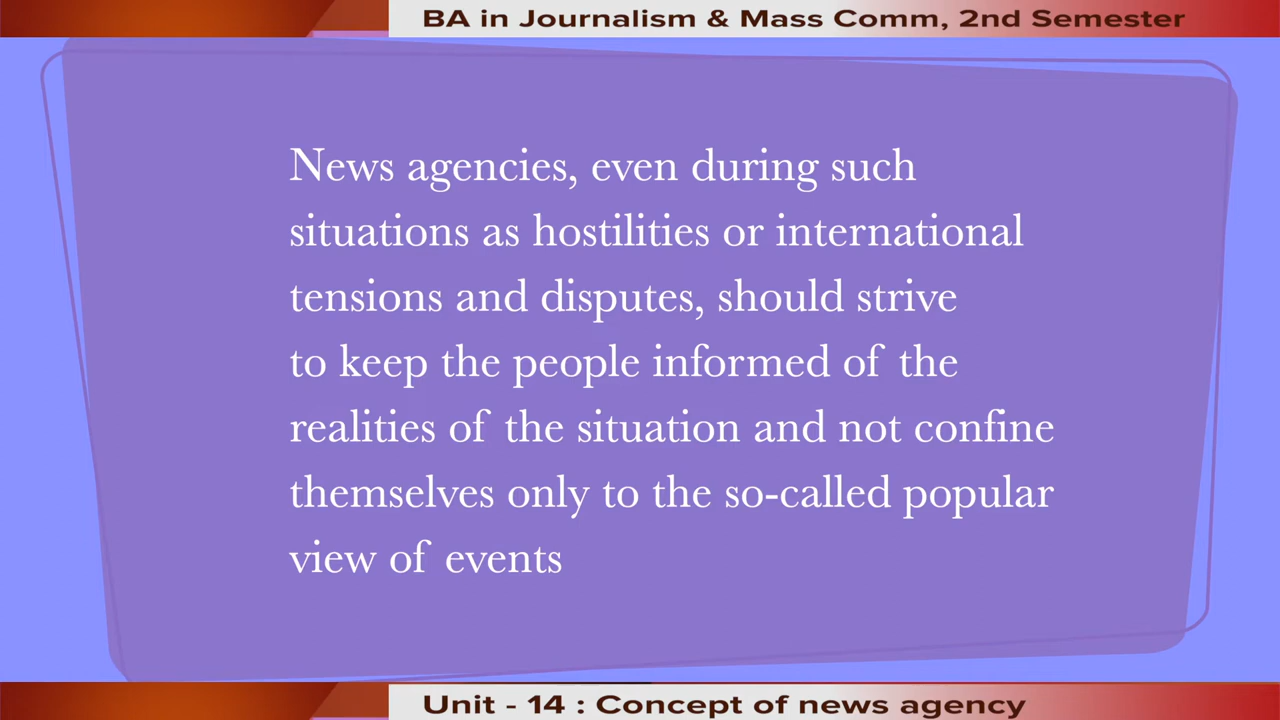 BA in Journalism & Mass Comm, 2nd Semester
News agencies, even during such
situations as hostilities or international
tensions and disputes, should strive
to keep the people informed of the
realities of the situation and not confine
themselves only to the so-called popular
view of events
Unit - 14 : Concept of news agency